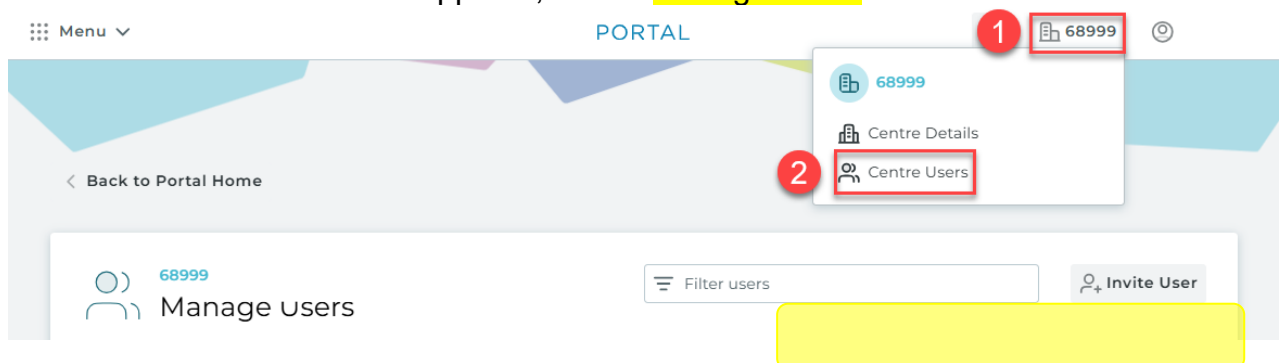 Menu
PORTAL
1
68999
68999
Centre Details
2
Centre Users
Back to Portal Home
68999
Manage users
Filter users
Invite User